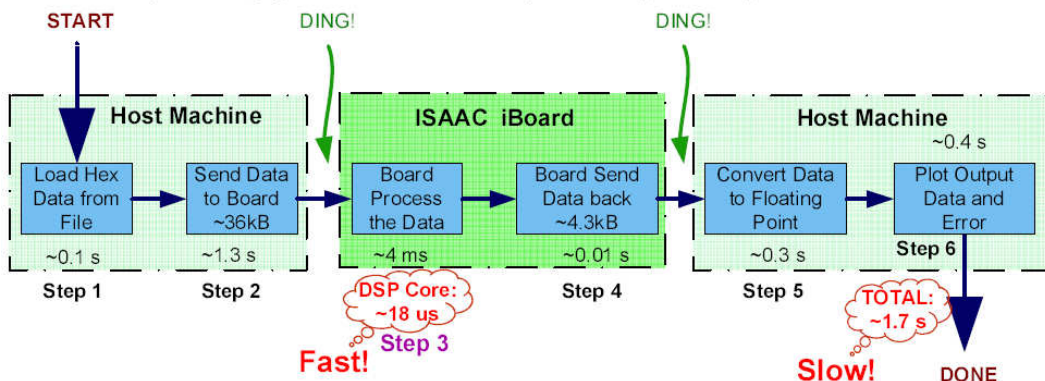 START
DING!
DING!
Host Machine
ISAAC iBoard
Host Machine
Load Hex
Data from
File
~0.1 s
Step 1
Send Data
to Board
~36kB
~1.3 s
Step 2
Board
Process
the Data
~4 ms
DSP Core:
~18 us
Step 3
Fast!
Board Send
Data back
~4.3kB
~0.01 s
Step 4
Convert Data
to Floating
Point
~0.3 s
Step 5
~0.4 s
Plot Output
Data and
Error
Step 6
TOTAL:
~1.7 s
Slow!
DONE